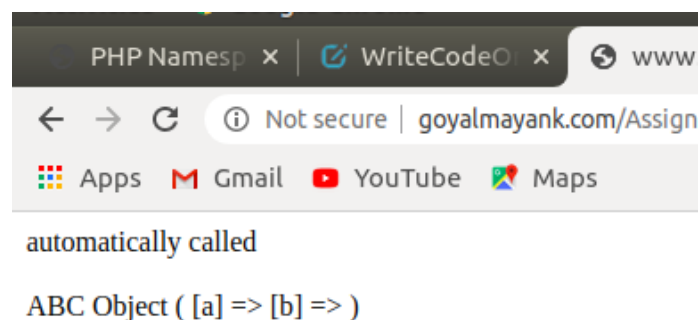 PHP Namesp
WriteCodeO
www
Not secure | goyalmayank.com/Assign
Apps Gmail YouTube Maps
automatically called
ABC Object ( [a] => [b] => )